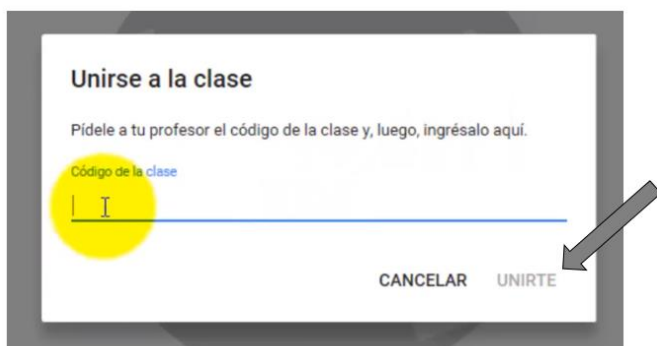 Unirse a la clase
Pídele a tu profesor el código de la clase y, luego, ingrésalo aquí.
Código de la clase
CANCELAR UNIRTE